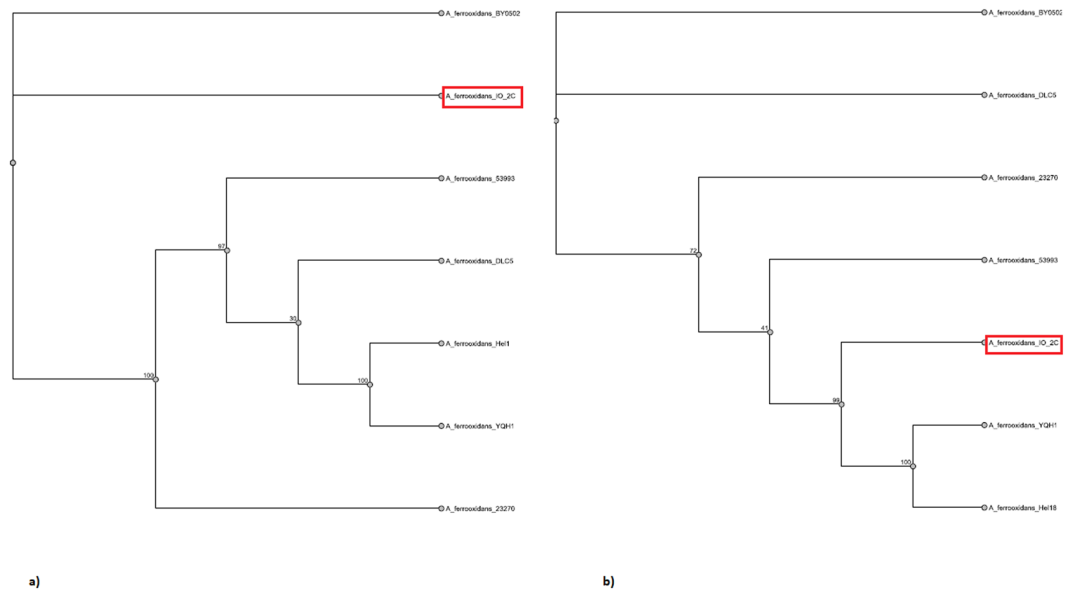 A_ferrooxidans_BY0502
A_ferrooxidans_IO_2C
A_ferrooxidans_53993
97
A_ferrooxidans_DLC5
30
A_ferrooxidans_Hel1
100
A_ferrooxidans_YQH1
100
A_ferrooxidans_23270
a)
A_ferrooxidans_BY0502
A_ferrooxidans_DLC5
A_ferrooxidans_23270
72
A_ferrooxidans_53993
41
A_ferrooxidans_IO_2C
99
A_ferrooxidans_YQH1
100
A_ferrooxidans_Hel18
b)